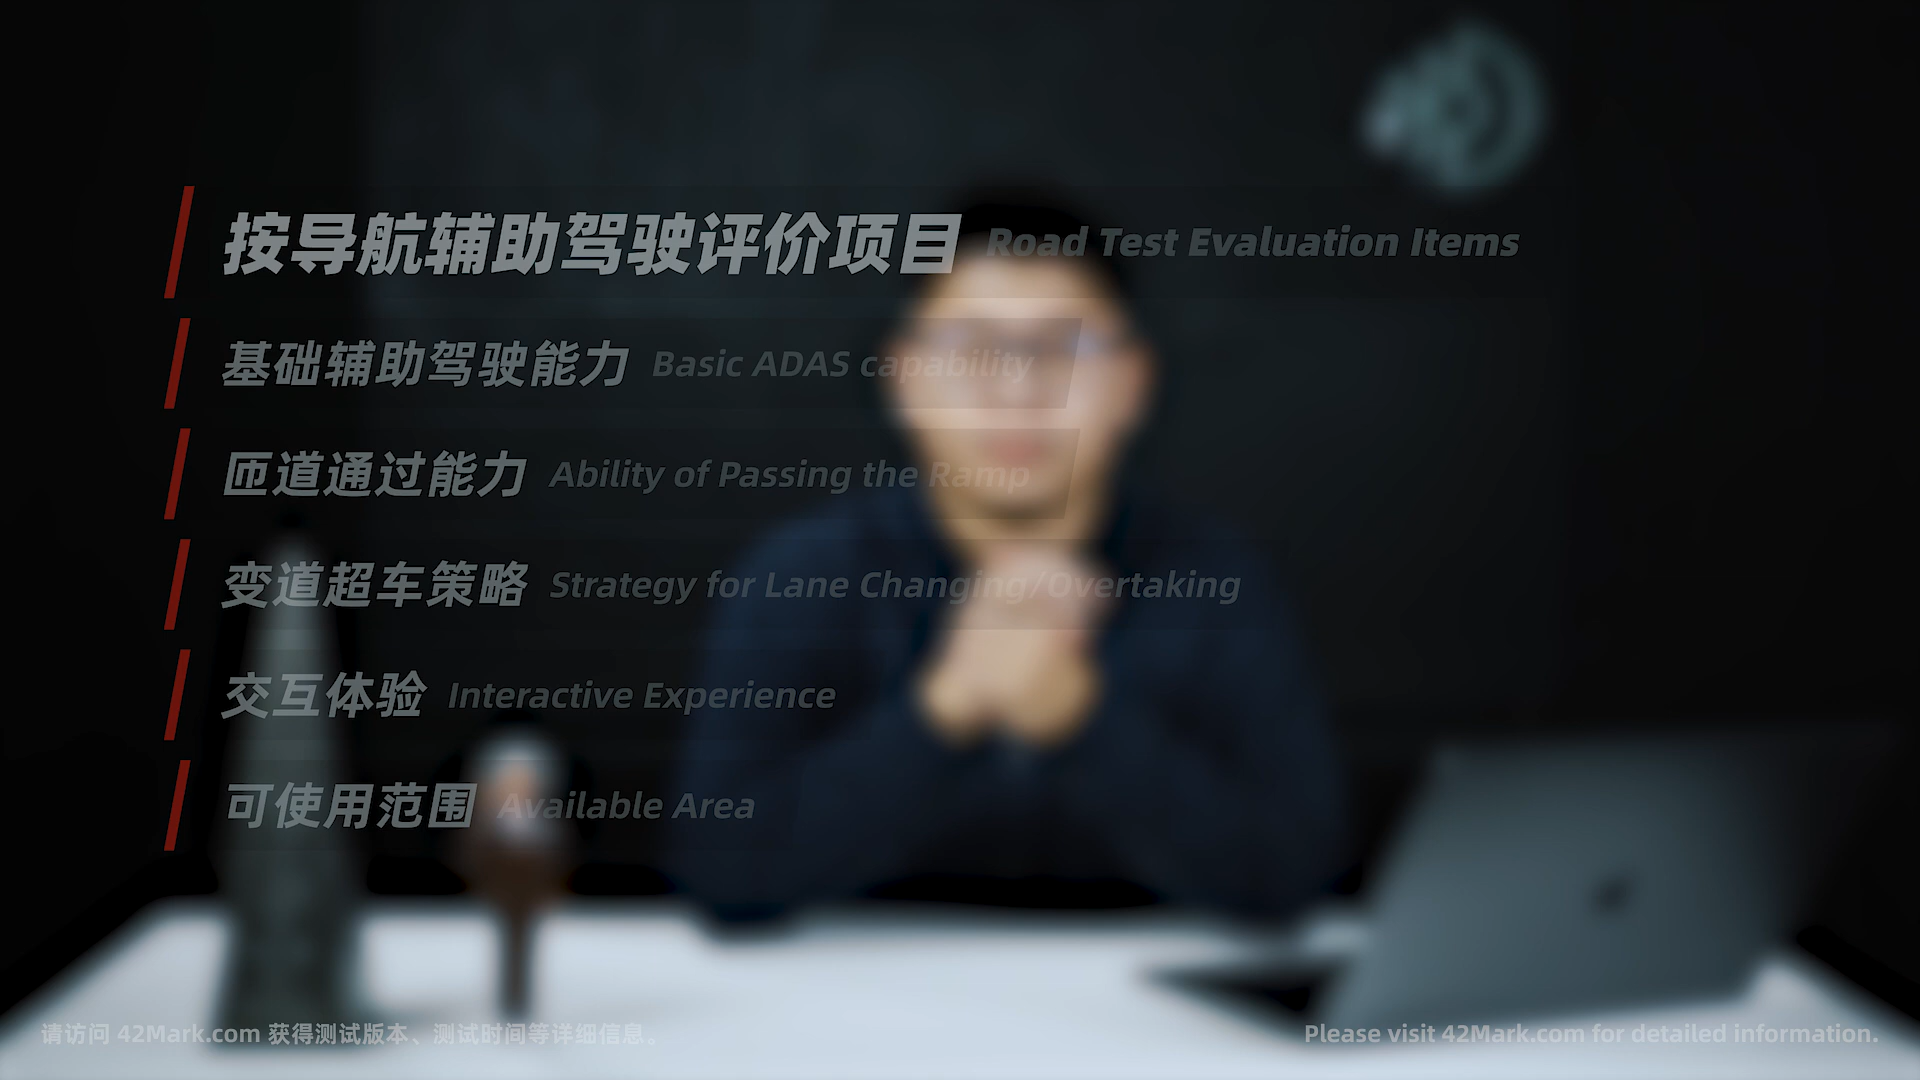 按导航辅助驾驶评价项目 Road Test Evaluation Items
基础辅助驾驶能力 Basic ADAS capability
匝道通过能力 Ability of Passing the Ramp
变道超车策略 Strategy for Lane Changing/Overtaking
交互体验 Interactive Experience
可使用范围 Available Area
请访问 42Mark.com 获得测试版本、测试时间等详细信息。 Please visit 42Mark.com for detailed information.